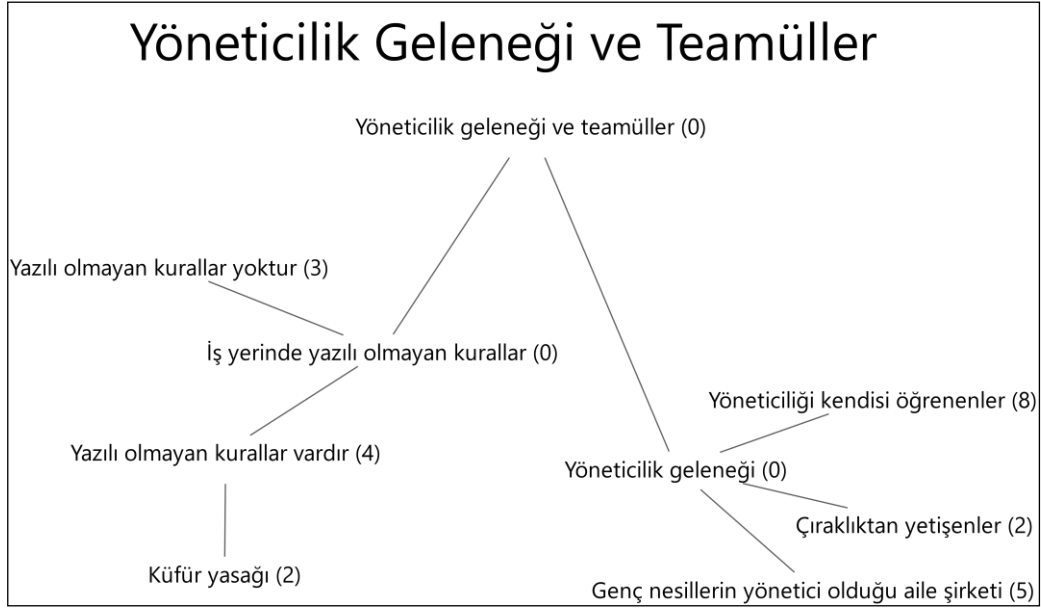 Yöneticilik Geleneği ve Teamüller
Yöneticilik geleneği ve teamüller (0)
Yazılı olmayan kurallar yoktur (3)
İş yerinde yazılı olmayan kurallar (0)
Yöneticiliği kendisi öğrenenler (8)
Yazılı olmayan kurallar vardır (4)
Yöneticilik geleneği (0)
Çıraklıktan yetişenler (2)
Küfür yasağı (2)
Genç nesillerin yönetici olduğu aile şirketi (5)